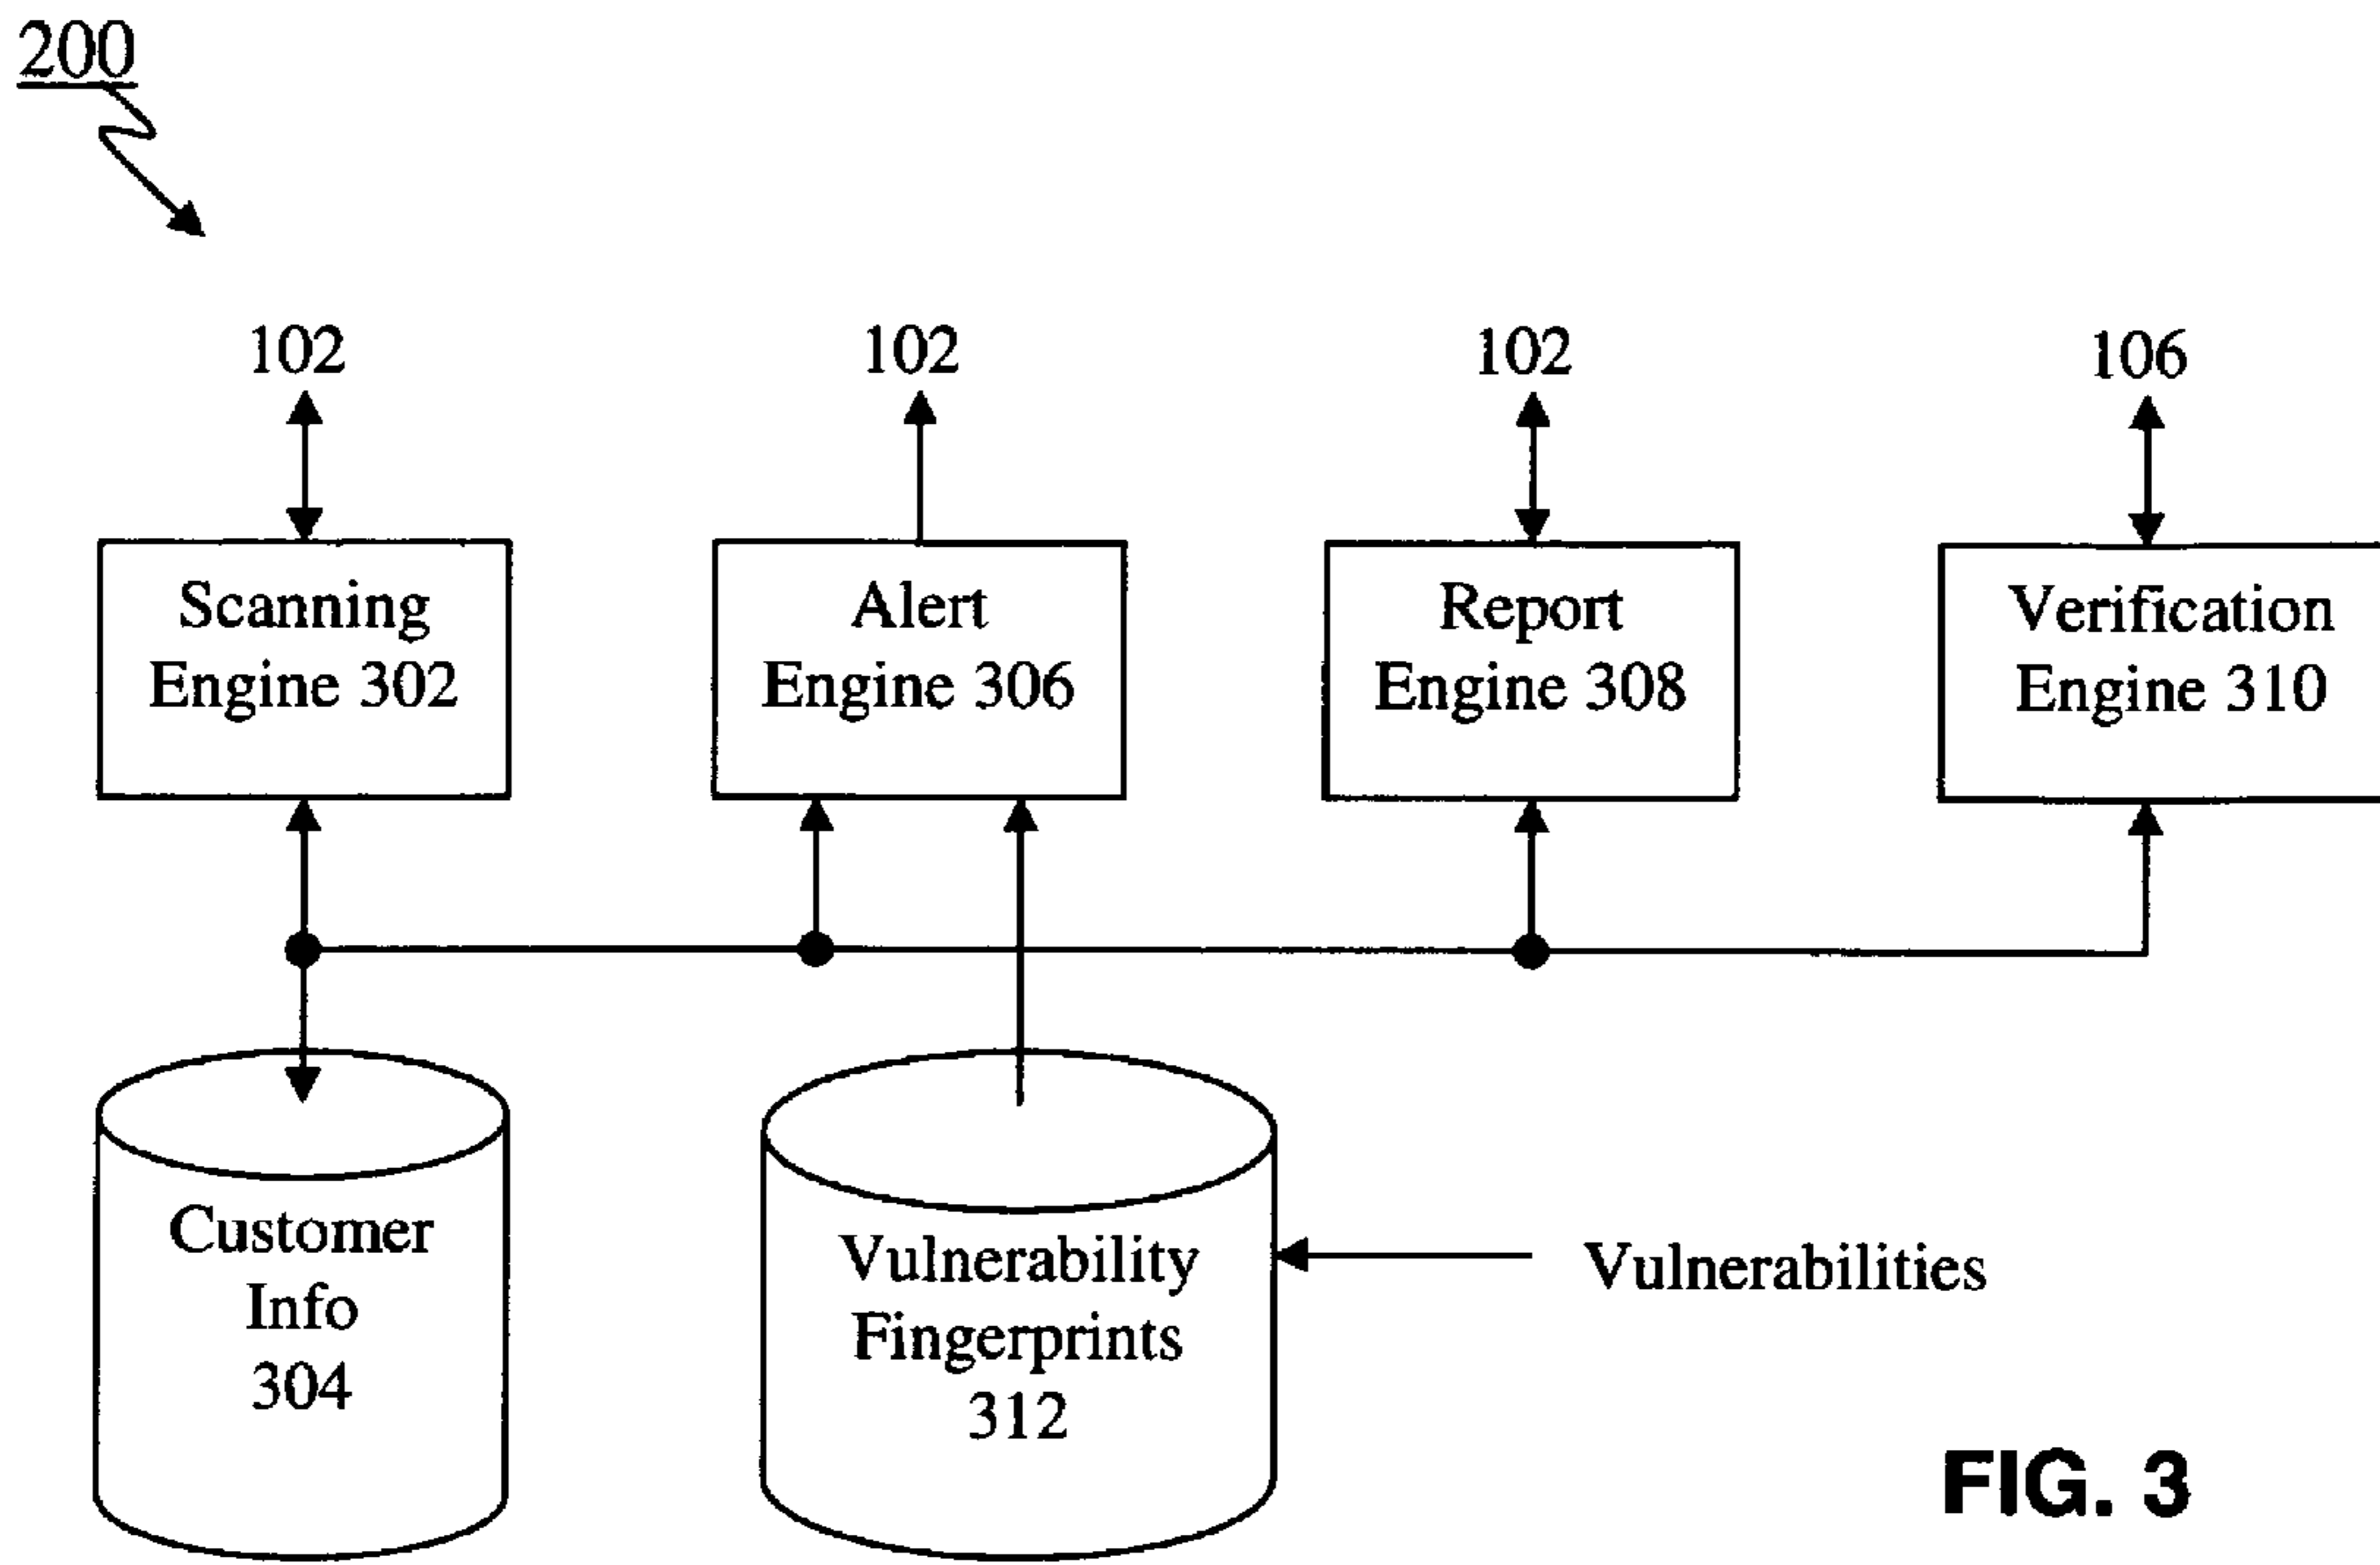 200
102
102
102
106
Scanning
Engine 302
Alert
Engine 306
Report
Engine 308
Verification
Engine 310
Customer
Info
304
Vulnerability
Fingerprints
312
Vulnerabilities
FIG. 3